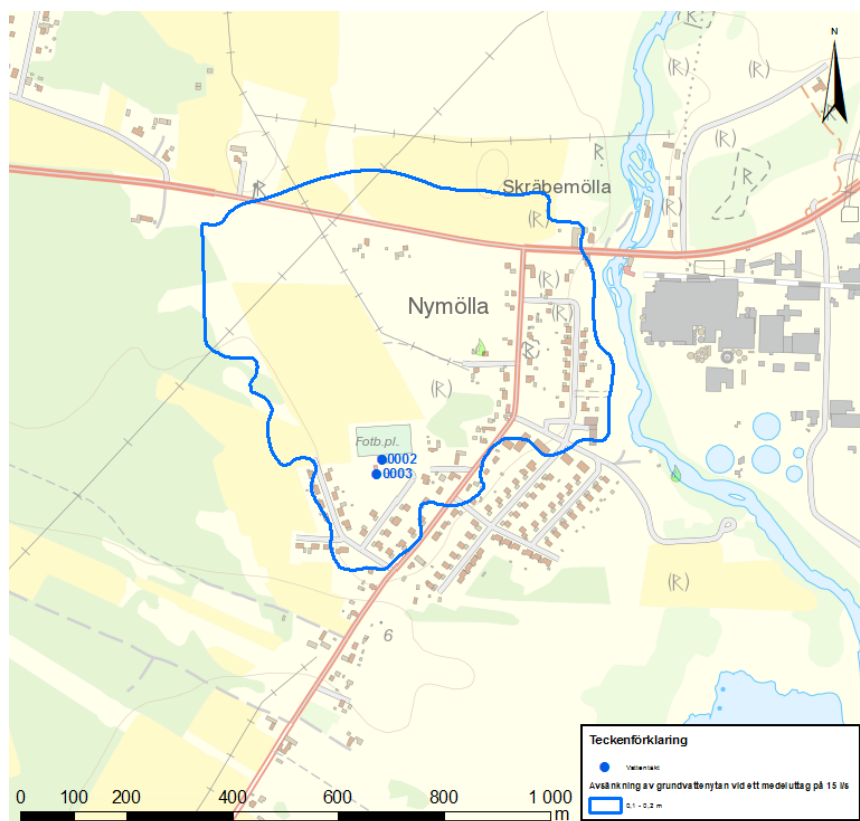 N
(R)
(R)
(R)
R
R
(R)
R
Skräbemölla
(R)
(R)
(R)
Nymölla
(R)
R
(R)
Fotb.pl.
0002
0003
(R)
6
Teckenförklaring
Vattentäkt
Avsänkning av grundvattenytan vid ett medeluttag på 15 l/s
0,1 - 0,2 m
0 100 200 400 600 800 1 000
m